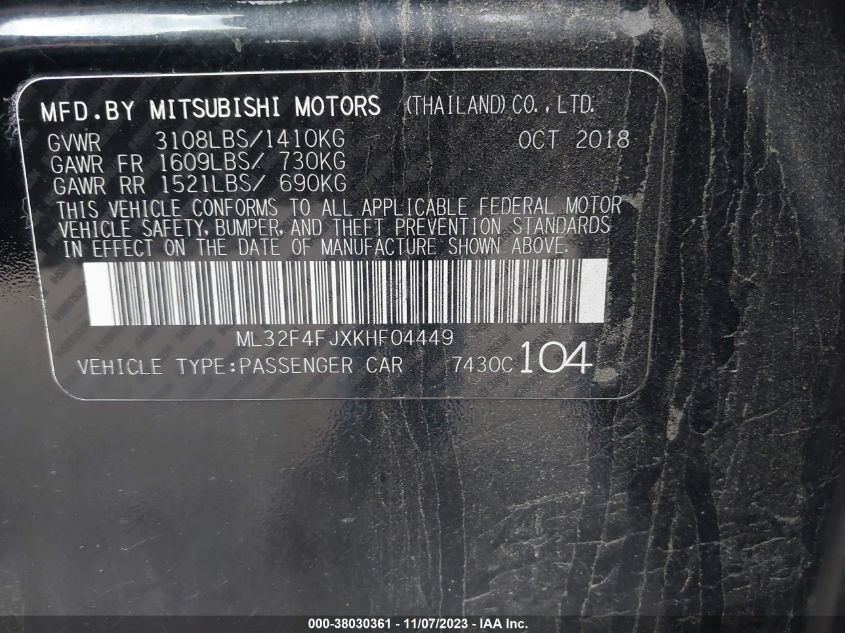 MFD.BY MITSUBISHI MOTORS (THAILAND) CO., LTD.
GVWR 3108LBS/1410KG OCT 2018
GAWR FR 1609LBS/ 730KG
GAWR RR 1521LBS/ 690KG
THIS VEHICLE CONFORMS TO ALL APPLICABLE FEDERAL MOTOR
VEHICLE SAFETY, BUMPER, AND THEFT PREVENTION STANDARDS
IN EFFECT ON THE DATE OF MANUFACTURE SHOWN ABOVE.
ML32F4FJXKHF04449
VEHICLE TYPE:PASSENGER CAR 7430C 104
000-38030361 - 11/07/2023 - IAA Inc.